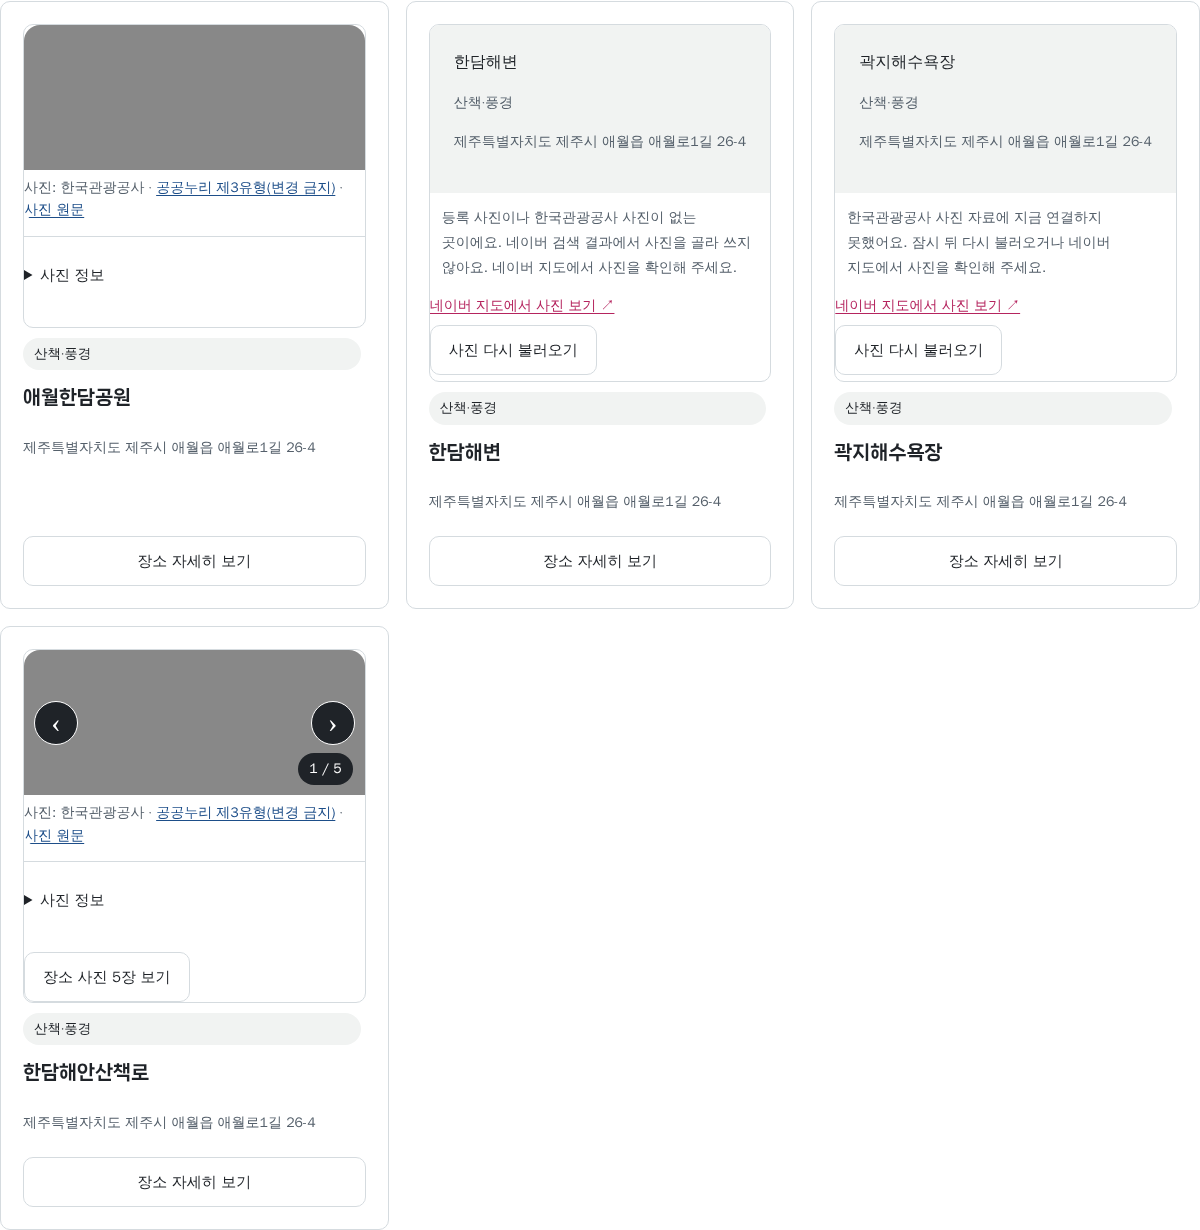 사진: 한국관광공사 · 공공누리 제3유형(변경 금지) ·
사진 원문
▶ 사진 정보
산책·풍경
애월한담공원
제주특별자치도 제주시 애월읍 애월로1길 26-4
장소 자세히 보기
한담해변
산책·풍경
제주특별자치도 제주시 애월읍 애월로1길 26-4
등록 사진이나 한국관광공사 사진이 없는
곳이에요. 네이버 검색 결과에서 사진을 골라 쓰지
않아요. 네이버 지도에서 사진을 확인해 주세요.
네이버 지도에서 사진 보기 ↗
사진 다시 불러오기
산책·풍경
한담해변
제주특별자치도 제주시 애월읍 애월로1길 26-4
장소 자세히 보기
곽지해수욕장
산책·풍경
제주특별자치도 제주시 애월읍 애월로1길 26-4
한국관광공사 사진 자료에 지금 연결하지
못했어요. 잠시 뒤 다시 불러오거나 네이버
지도에서 사진을 확인해 주세요.
네이버 지도에서 사진 보기 ↗
사진 다시 불러오기
산책·풍경
곽지해수욕장
제주특별자치도 제주시 애월읍 애월로1길 26-4
장소 자세히 보기
‹ ›
1 / 5
사진: 한국관광공사 · 공공누리 제3유형(변경 금지) ·
사진 원문
▶ 사진 정보
장소 사진 5장 보기
산책·풍경
한담해안산책로
제주특별자치도 제주시 애월읍 애월로1길 26-4
장소 자세히 보기